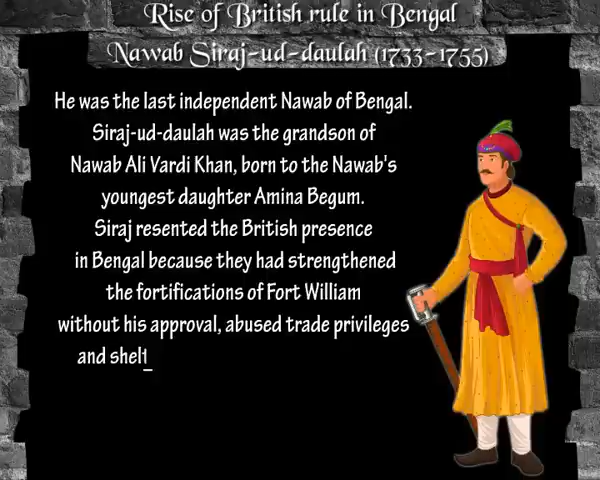 Rise of British rule in Bengal
Nawab Siraj-ud-daulah (1733-1755)
He was the last independent Nawab of Bengal.
Siraj-ud-daulah was the grandson of
Nawab Ali Vardi Khan, born to the Nawab's
youngest daughter Amina Begum.
Siraj resented the British presence
in Bengal because they had strengthened
the fortifications of Fort William
without his approval, abused trade privileges
and shelt_